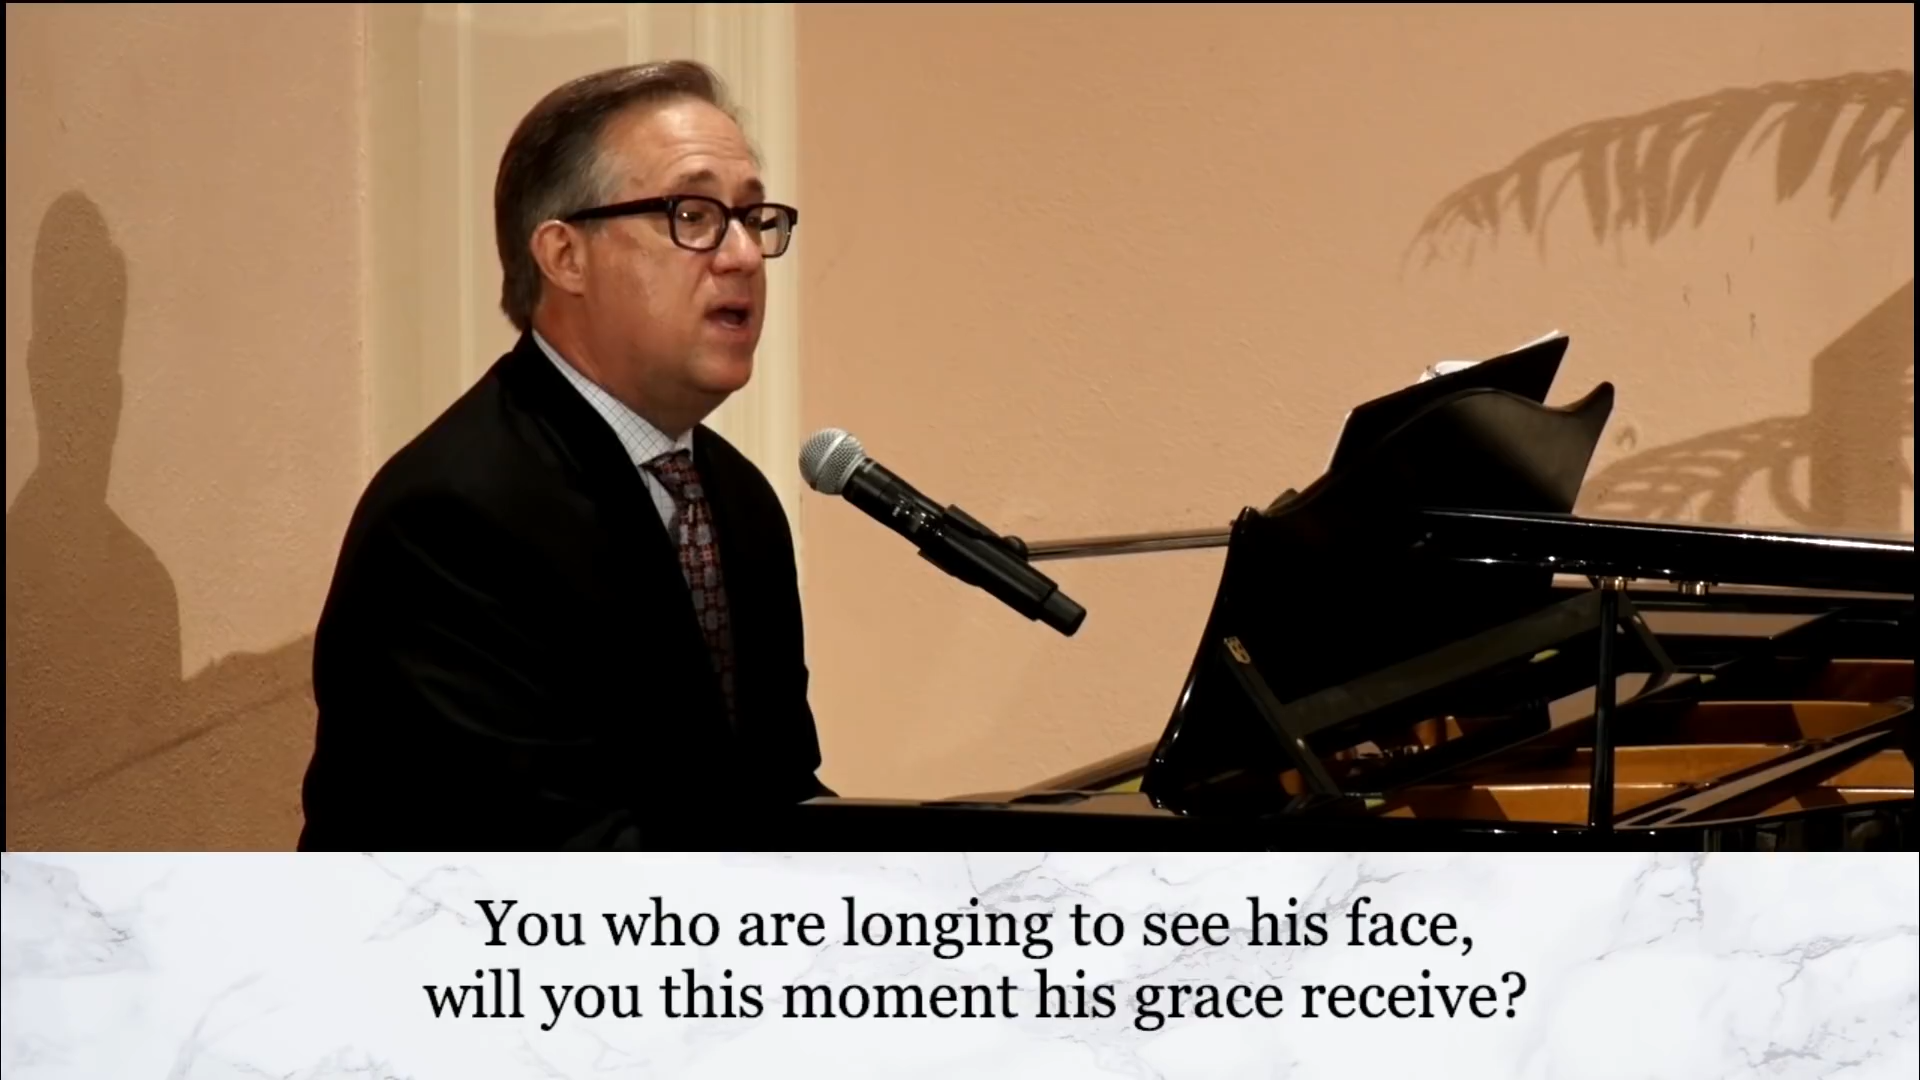 You who are longing to see his face,
will you this moment his grace receive?